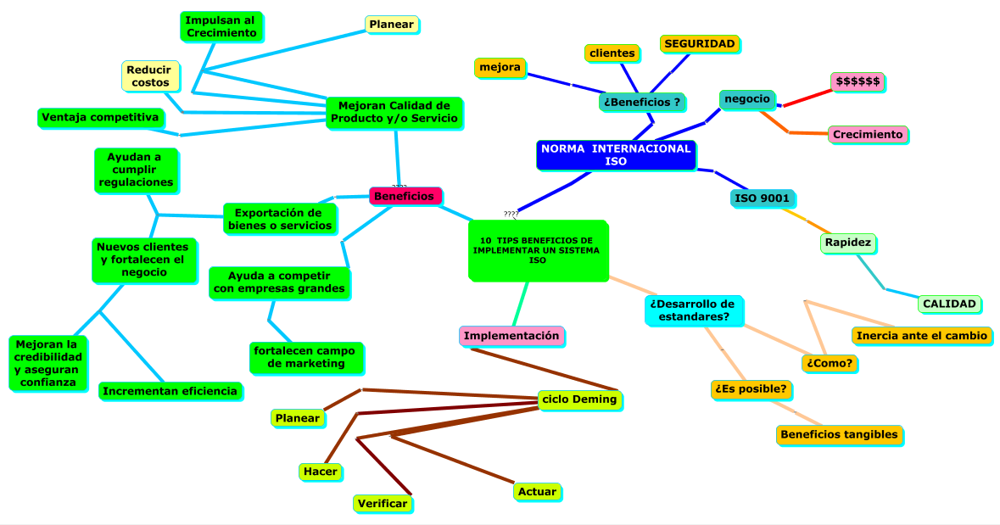 Impulsan al
Crecimiento
Planear
SEGURIDAD
clientes
mejora
Reducir
costos
$$$$$$
negocio
¿Beneficios ?
Mejoran Calidad de
Producto y/o Servicio
Ventaja competitiva
Crecimiento
NORMA INTERNACIONAL
ISO
Ayudan a
cumplir
regulaciones
????
Beneficios
ISO 9001
Exportación de
bienes o servicios
????
Rapidez
10 TIPS BENEFICIOS DE
IMPLEMENTAR UN SISTEMA
ISO
Nuevos clientes
y fortalecen el
negocio
Ayuda a competir
con empresas grandes
CALIDAD
¿Desarrollo de
estandares?
Implementación
Inercia ante el cambio
Mejoran la
credibilidad
y aseguran
confianza
fortalecen campo
de marketing
¿Como?
¿Es posible?
Incrementan eficiencia
ciclo Deming
Planear
Beneficios tangibles
Hacer
Actuar
Verificar